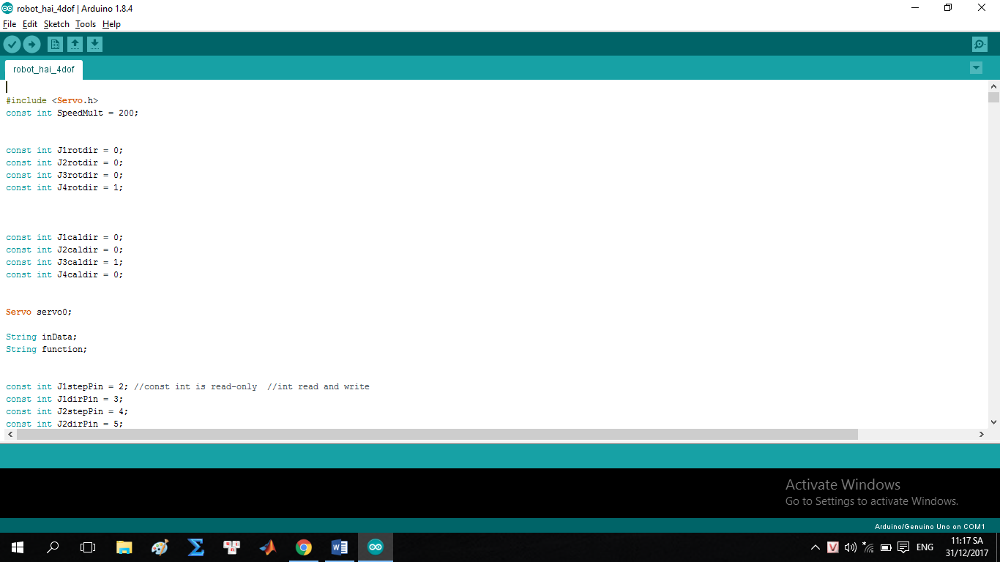 robot_hai_4dof | Arduino 1.8.4
File Edit Sketch Tools Help
robot_hai_4dof
#include <Servo.h>
const int SpeedMult = 200;
const int J1rotdir = 0;
const int J2rotdir = 0;
const int J3rotdir = 0;
const int J4rotdir = 1;
const int J1caldir = 0;
const int J2caldir = 0;
const int J3caldir = 1;
const int J4caldir = 0;
Servo servo0;
String inData;
String function;
const int J1stepPin = 2; //const int is read-only  //int read and write
const int J1dirPin = 3;
const int J2stepPin = 4;
const int J2dirPin = 5;
Activate Windows
Go to Settings to activate Windows.
Arduino/Genuino Uno on COM1
ENG
11:17 SA
31/12/2017